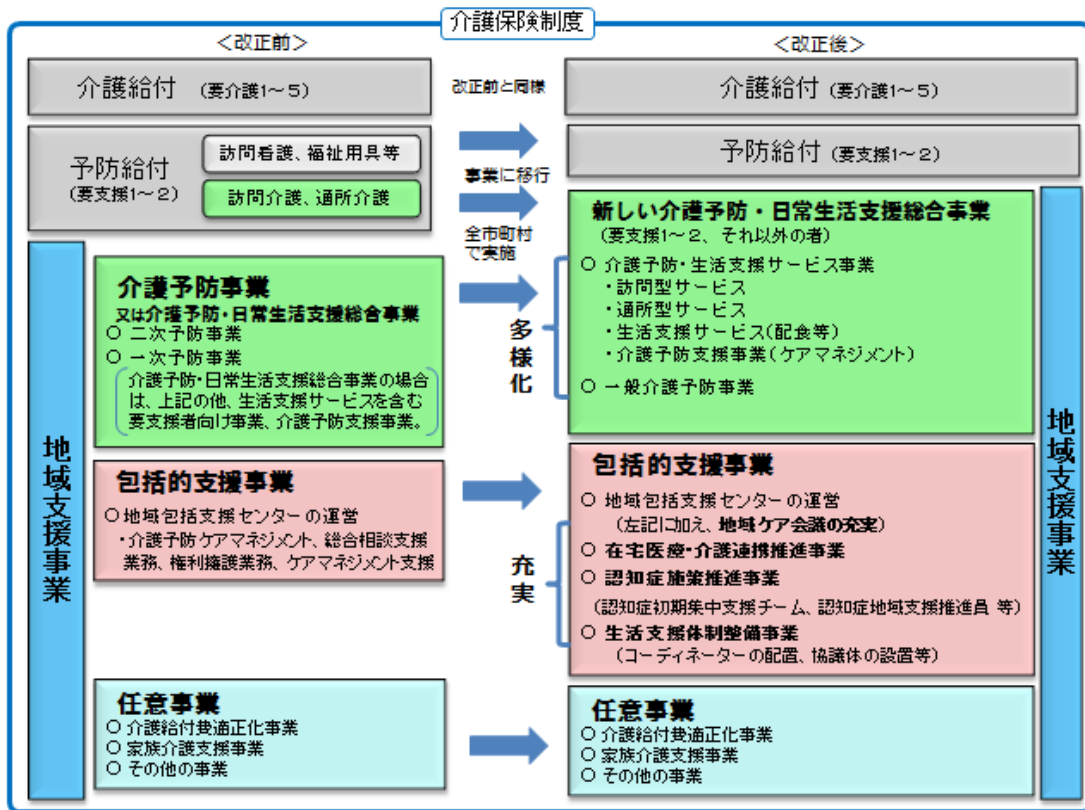 介護保険制度
＜改正前＞
介護給付 （要介護1～5）
予防給付
（要支援1～2）
訪問看護、福祉用具等
訪問介護、通所介護
地域支援事業
介護予防事業
又は介護予防・日常生活支援総合事業
○ 二次予防事業
○ 一次予防事業
介護予防・日常生活支援総合事業の場合
は、上記の他、生活支援サービスを含む
要支援者向け事業、介護予防支援事業。
包括的支援事業
○地域包括支援センターの運営
・介護予防ケアマネジメント、総合相談支援
業務、権利擁護業務、ケアマネジメント支援
任意事業
○ 介護給付費適正化事業
○ 家族介護支援事業
○ その他の事業
改正前と同様
事業に移行
全市町村
で実施
多様化
充実
＜改正後＞
介護給付 （要介護1～5）
予防給付 （要支援1～2）
新しい介護予防・日常生活支援総合事業
（要支援1～2、それ以外の者）
○ 介護予防・生活支援サービス事業
・訪問型サービス
・通所型サービス
・生活支援サービス（配食等）
・介護予防支援事業（ケアマネジメント）
○ 一般介護予防事業
包括的支援事業
○ 地域包括支援センターの運営
（左記に加え、地域ケア会議の充実）
○ 在宅医療・介護連携推進事業
○ 認知症施策推進事業
（認知症初期集中支援チーム、認知症地域支援推進員 等）
○ 生活支援体制整備事業
（コーディネーターの配置、協議体の設置等）
任意事業
○ 介護給付費適正化事業
○ 家族介護支援事業
○ その他の事業
地域支援事業